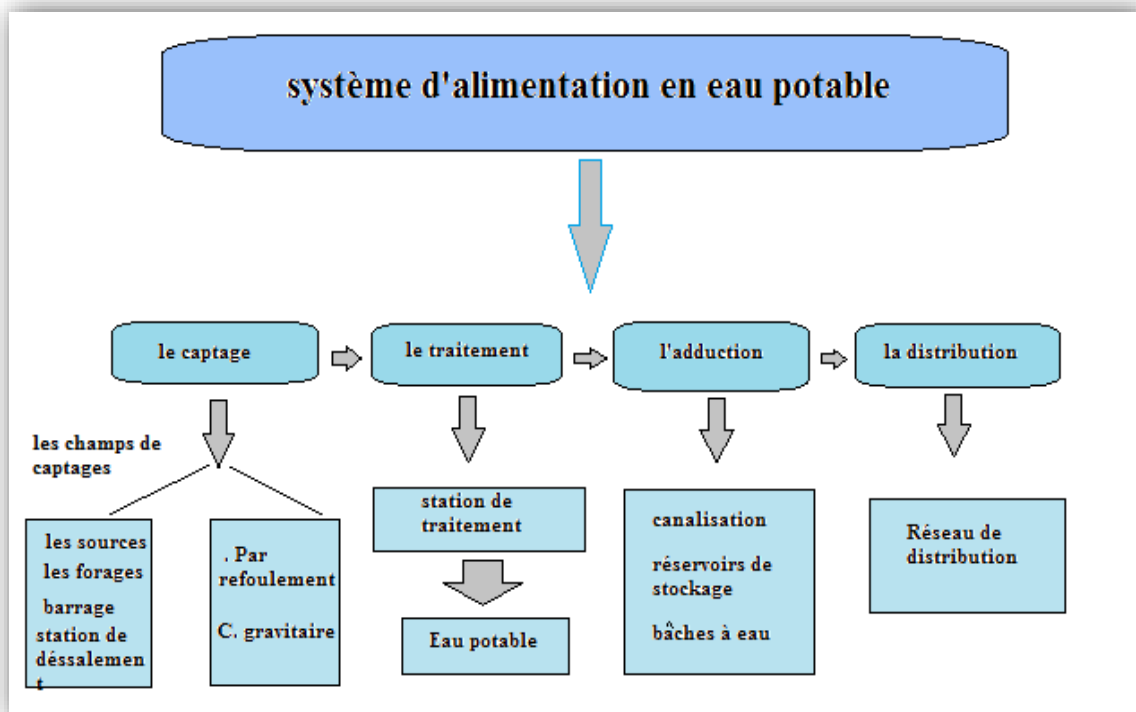 système d'alimentation en eau potable
le captage
le traitement
l'adduction
la distribution
les champs de
captages
les sources
les forages
barrage
station de
déssalemen
t
. Par
refoulement
C. gravitaire
station de
traitement
Eau potable
canalisation
réservoirs de
stockage
bâches à eau
Réseau de
distribution